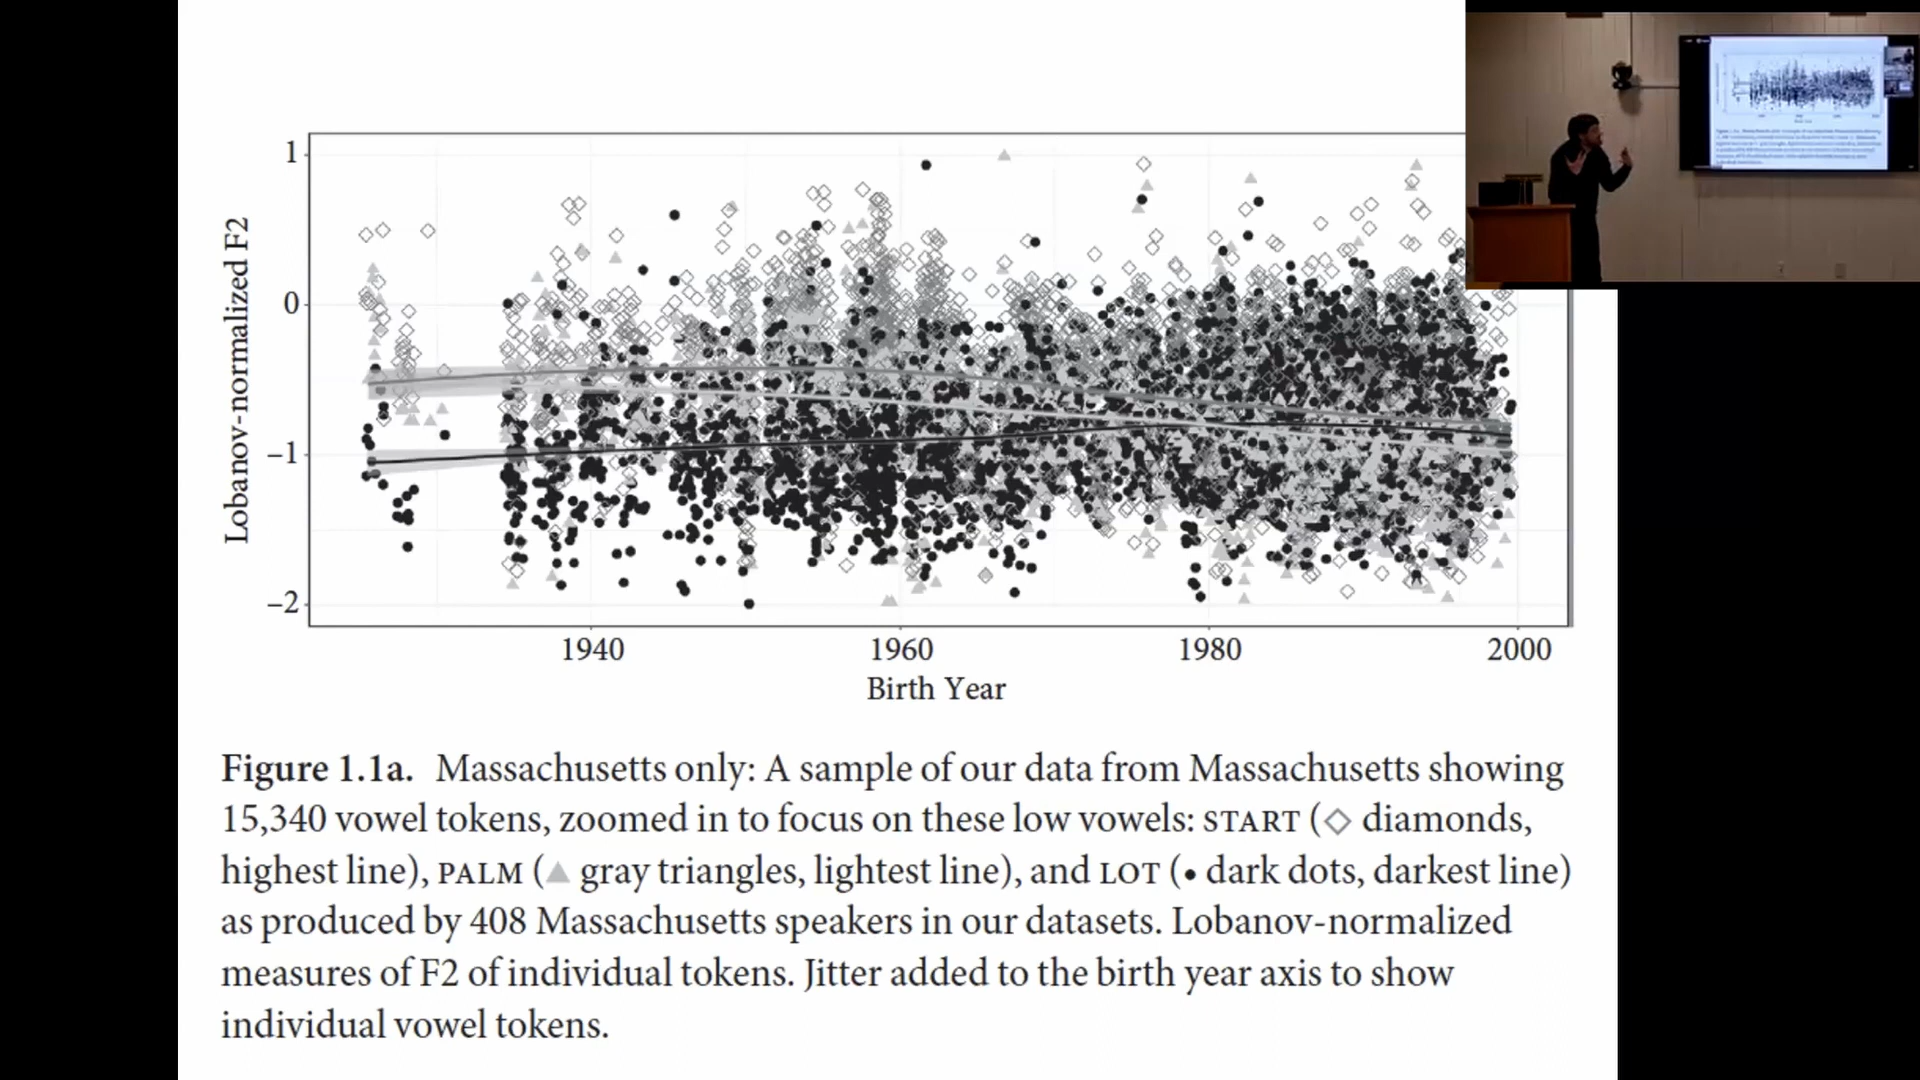 1
0
−1
−2
Lobanov-normalized F2
1940
1960
1980
2000
Birth Year
Figure 1.1a. Massachusetts only: A sample of our data from Massachusetts showing
15,340 vowel tokens, zoomed in to focus on these low vowels: START (◇ diamonds,
highest line), PALM (▲ gray triangles, lightest line), and LOT (• dark dots, darkest line)
as produced by 408 Massachusetts speakers in our datasets. Lobanov-normalized
measures of F2 of individual tokens. Jitter added to the birth year axis to show
individual vowel tokens.